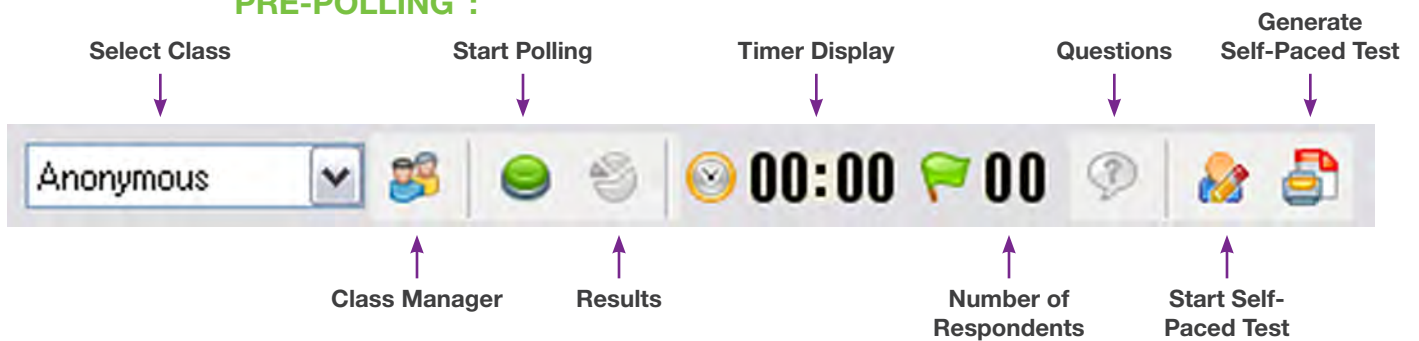 PRE-POLLING :
Generate
Select Class Start Polling Timer Display Questions Self-Paced Test
Anonymous 00:00 00
Class Manager Results Number of Respondents Start Self-Paced Test